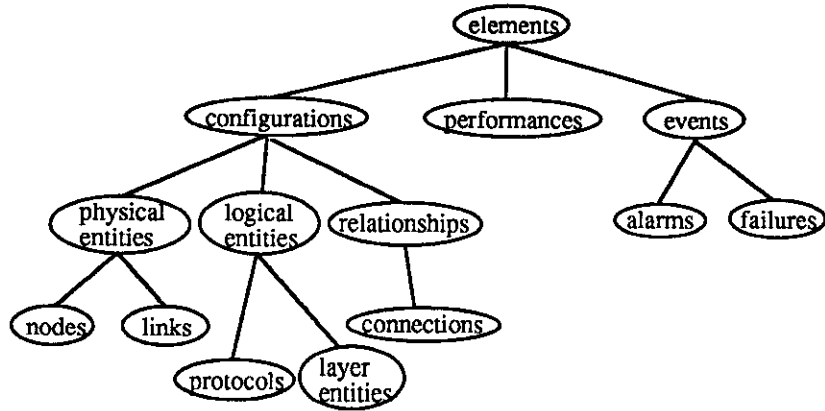 elements
configurations
performances
events
physical
entities
logical
entities
relationships
alarms
failures
nodes
links
connections
protocols
layer
entities